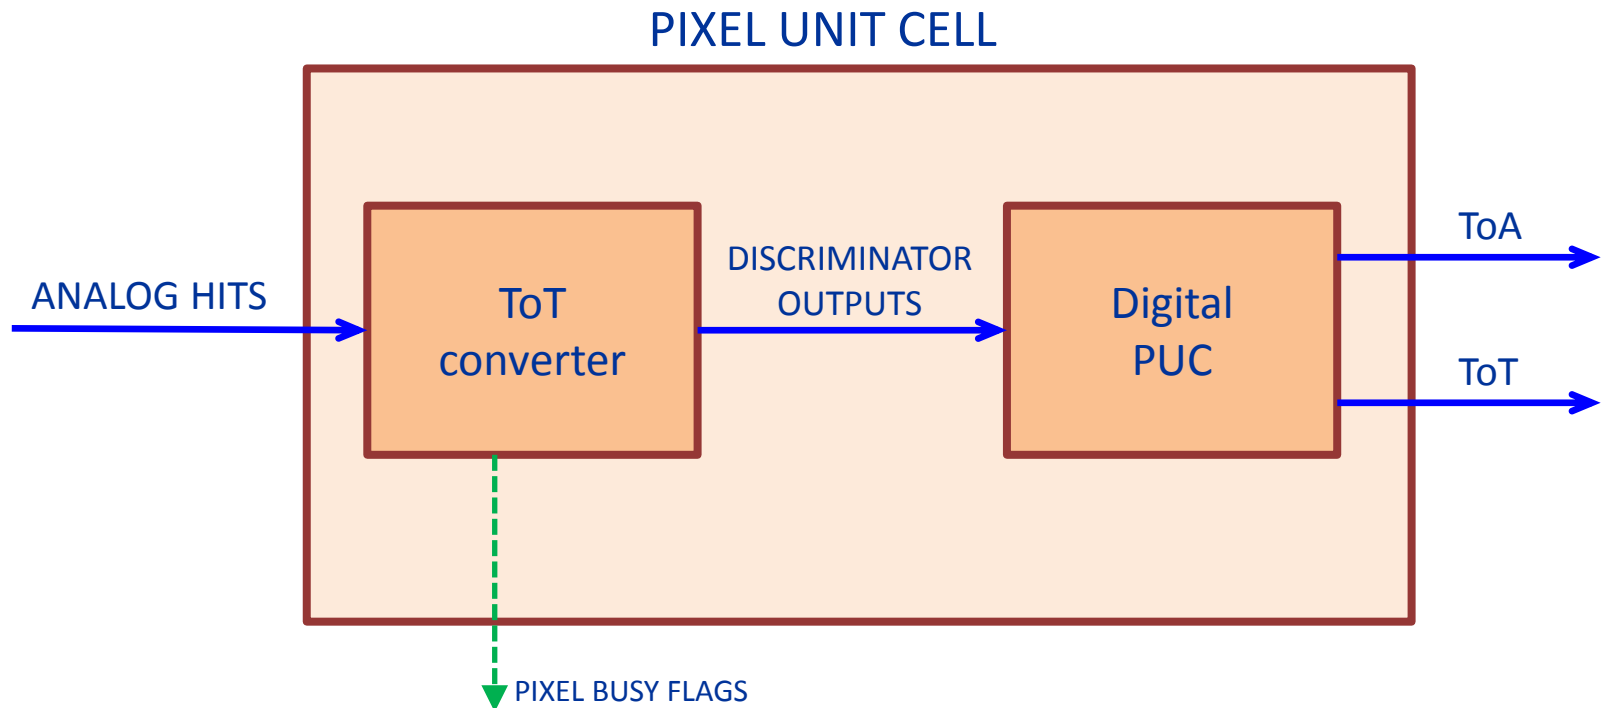 PIXEL UNIT CELL
ANALOG HITS
ToT
converter
DISCRIMINATOR
OUTPUTS
Digital
PUC
ToA
ToT
PIXEL BUSY FLAGS